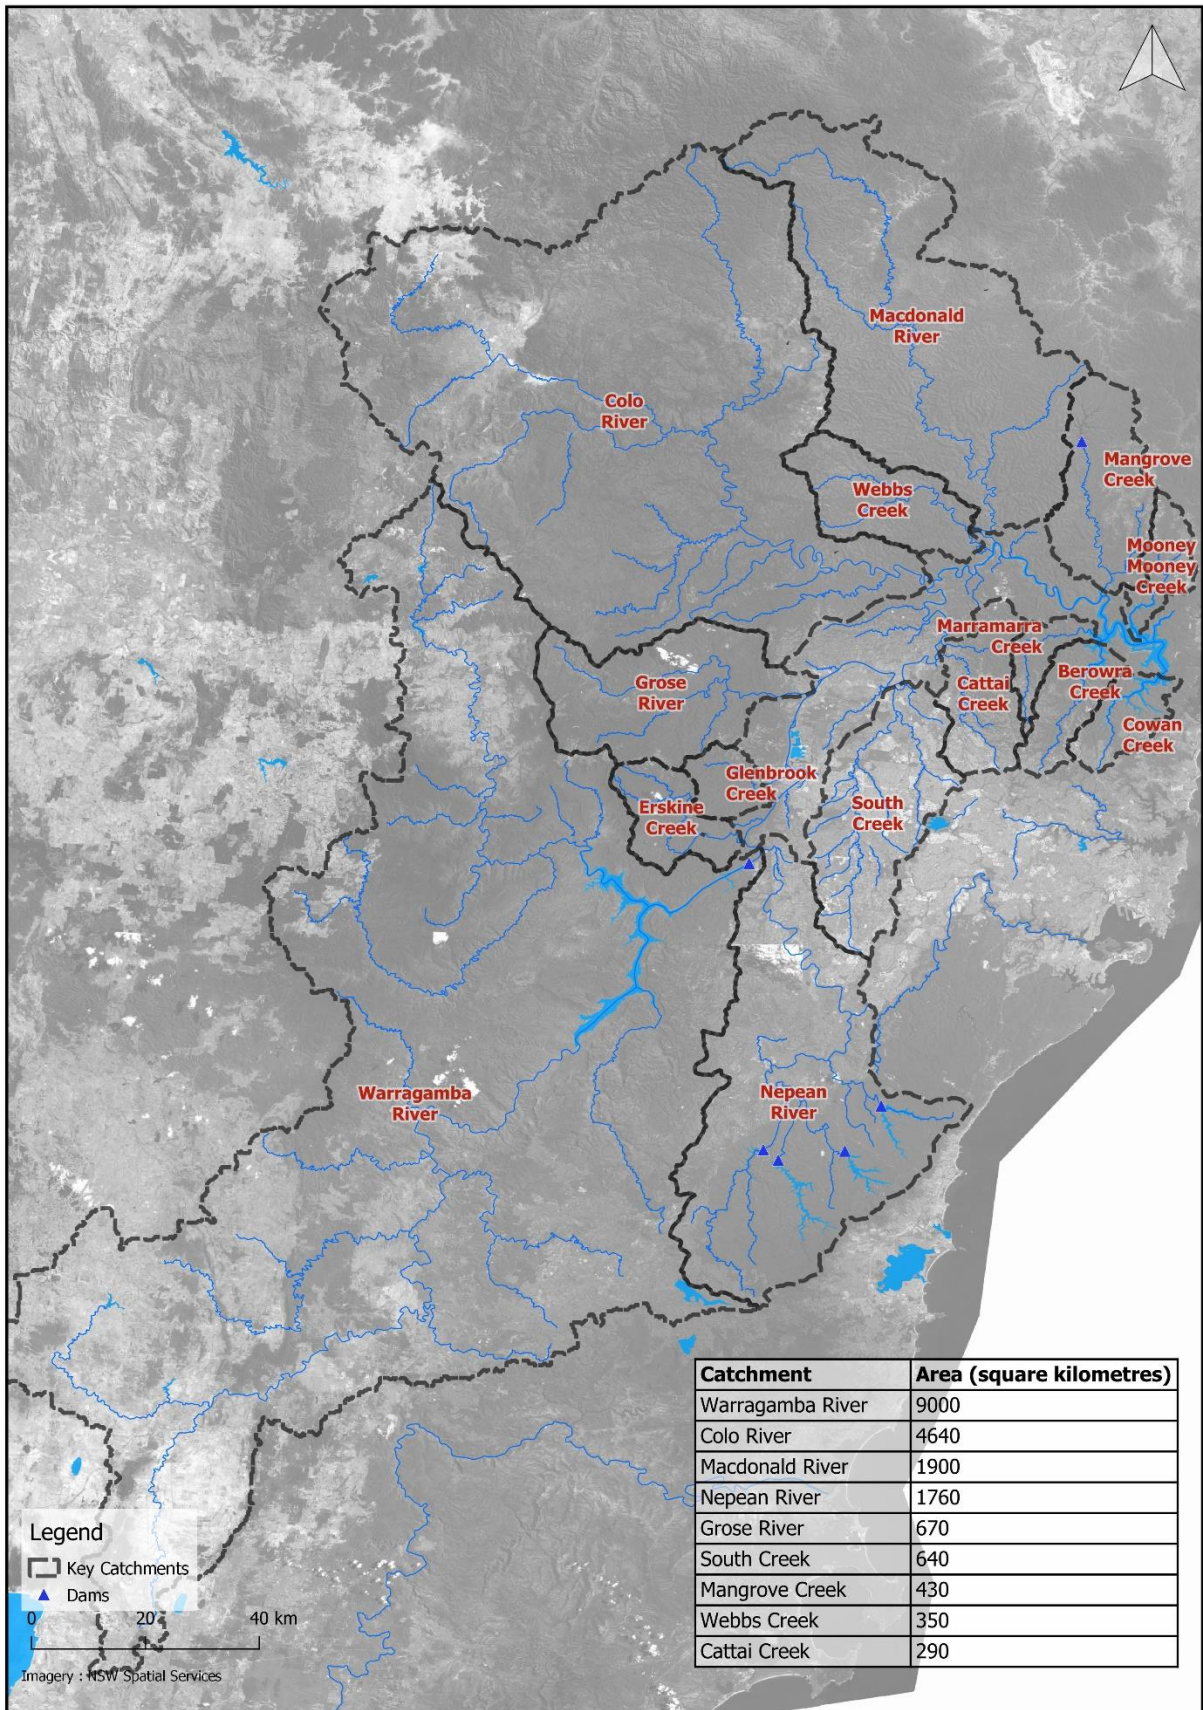 Macdonald
River
Colo
River
Mangrove
Creek
Webbs
Creek
Mooney
Mooney
Creek
Marramarra
Creek
Grose
River
Cattai
Creek
Berowra
Creek
Cowan
Creek
Glenbrook
Creek
Erskine
Creek
South
Creek
Warragamba
River
Nepean
River
Catchment Area (square kilometres)
Warragamba River 9000
Colo River 4640
Macdonald River 1900
Nepean River 1760
Grose River 670
South Creek 640
Mangrove Creek 430
Webbs Creek 350
Cattai Creek 290
Legend
Key Catchments
Dams
0 20 40 km
Imagery : NSW Spatial Services